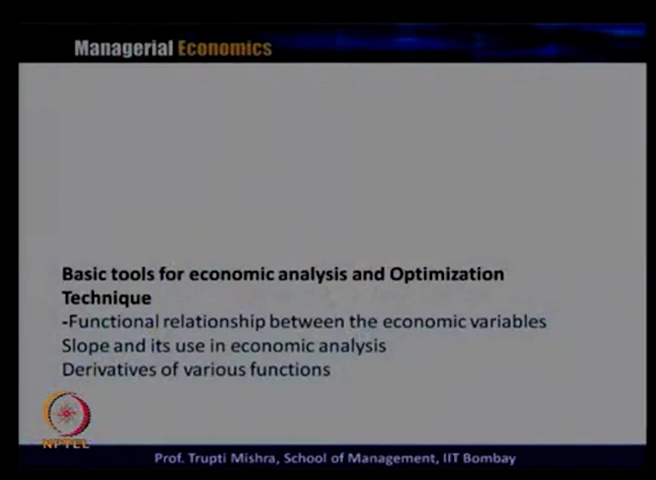 Managerial Economics
Basic tools for economic analysis and Optimization
Technique
-Functional relationship between the economic variables
Slope and its use in economic analysis
Derivatives of various functions
NPTEL
Prof. Trupti Mishra, School of Management, IIT Bombay